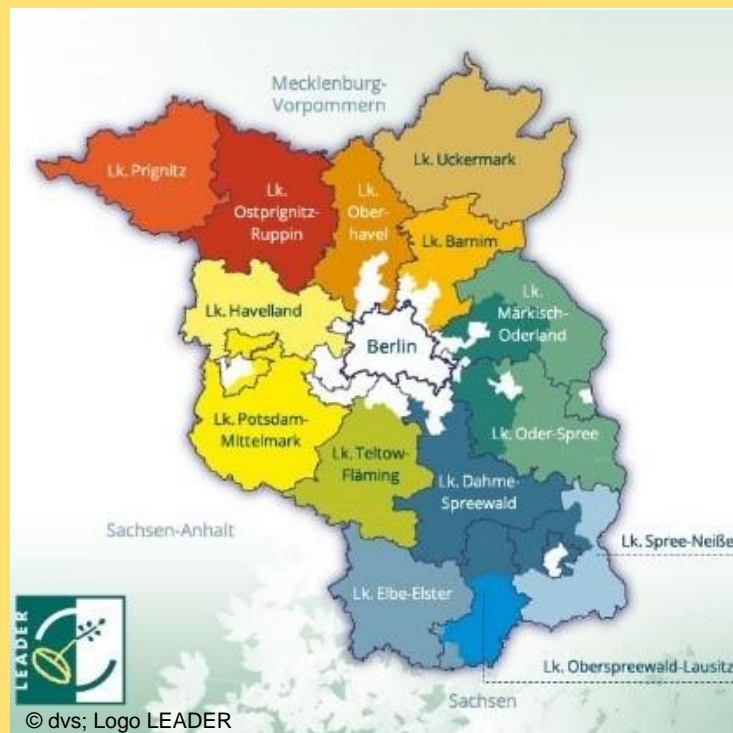 Mecklenburg-
Vorpommern
Lk. Uckermark
Lk. Prignitz
Lk.
Ostprignitz-
Ruppin
Lk.
Ober-
havel
Lk. Barnim
Lk. Havelland
Lk.
Märkisch-
Oderland
Berlin
Lk. Potsdam-
Mittelmark
Lk. Oder-Spree
Lk. Teltow-
Fläming
Lk. Dahme-
Spreewald
Sachsen-Anhalt
Lk. Spree-Neiße
Lk. Elbe-Elster
LEADER
Lk. Oberspreewald-Lausitz
Sachsen
© dvs; Logo LEADER